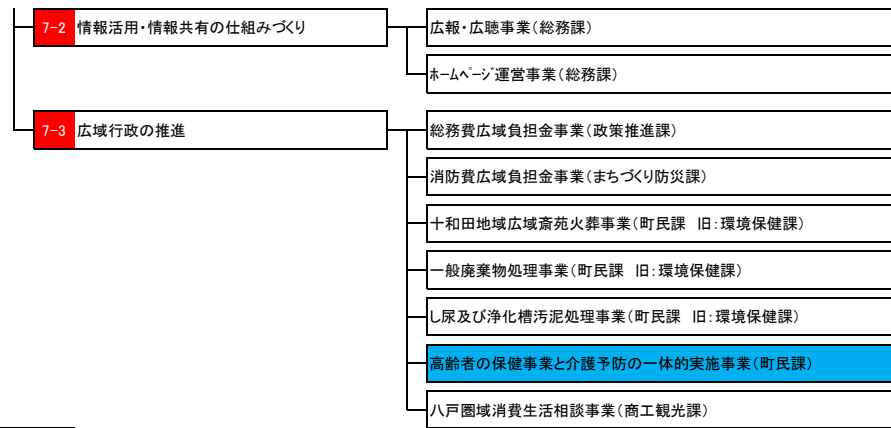 7-2 情報活用・情報共有の仕組みづくり
広報・広聴事業(総務課)
ホームページ運営事業(総務課)
7-3 広域行政の推進
総務費広域負担金事業(政策推進課)
消防費広域負担金事業(まちづくり防災課)
十和田地域広域斎苑火葬事業(町民課 旧:環境保健課)
一般廃棄物処理事業(町民課 旧:環境保健課)
し尿及び浄化槽汚泥処理事業(町民課 旧:環境保健課)
高齢者の保健事業と介護予防の一体的実施事業(町民課)
八戸圏域消費生活相談事業(商工観光課)